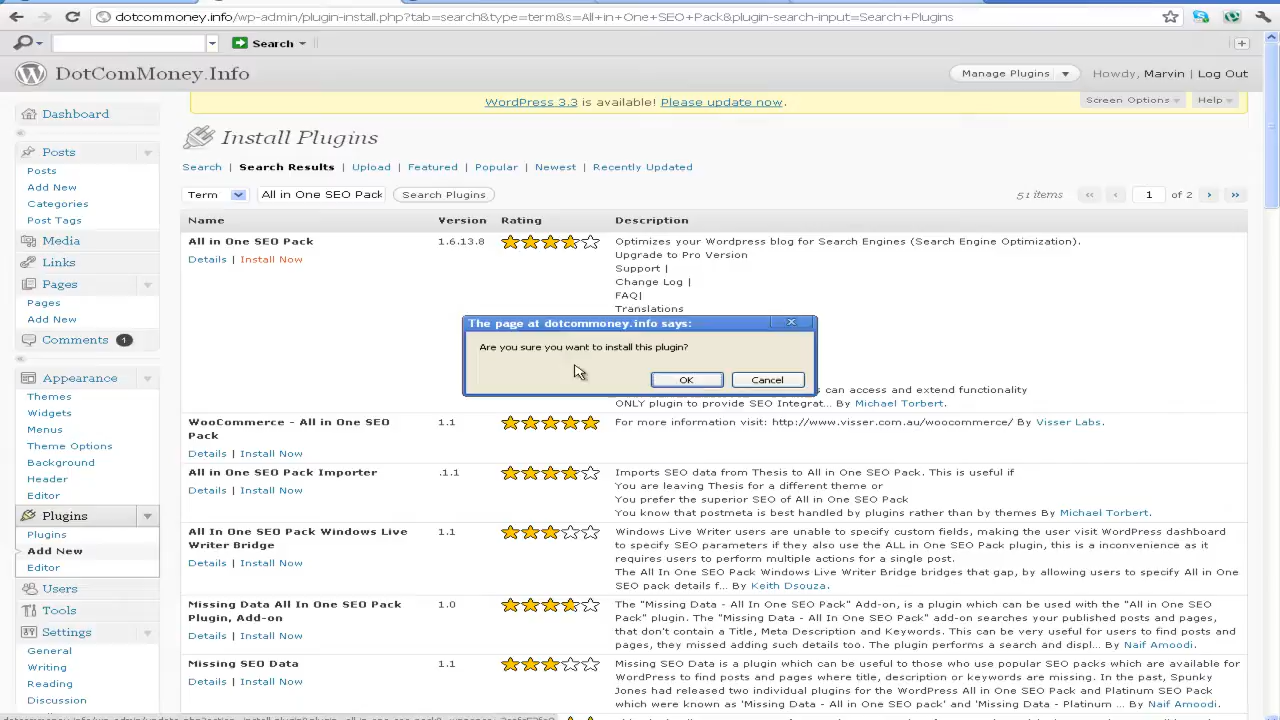 dotcommoney.info/wp-admin/plugin-install.php?tab=search&type=term&s=All+in+One+SEO+Pack&plugin-search-input=Search+Plugins
Search
DotComMoney.Info
Manage Plugins
Howdy, Marvin | Log Out
WordPress 3.3 is available! Please update now.
Screen Options
Help
Dashboard
Posts
Posts
Add New
Categories
Post Tags
Media
Links
Pages
Pages
Add New
Comments 1
Appearance
Themes
Widgets
Menus
Theme Options
Background
Header
Editor
Plugins
Plugins
Add New
Editor
Users
Tools
Settings
General
Writing
Reading
Discussion
Install Plugins
Search | Search Results | Upload | Featured | Popular | Newest | Recently Updated
Term
All in One SEO Pack
Search Plugins
51 items « ‹ 1 of 2 › »
Name Version Rating Description
All in One SEO Pack 1.6.13.8 Optimizes your Wordpress blog for Search Engines (Search Engine Optimization).
Details | Install Now
Upgrade to Pro Version
Support |
Change Log |
FAQ|
Translations
The page at dotcommoney.info says:
Are you sure you want to install this plugin?
OK
Cancel
can access and extend functionality
ONLY plugin to provide SEO Integrat... By Michael Torbert.
WooCommerce - All in One SEO
Pack
1.1
For more information visit: http://www.visser.com.au/woocommerce/ By Visser Labs.
Details | Install Now
All in One SEO Pack Importer .1.1 Imports SEO data from Thesis to All in One SEO Pack. This is useful if
Details | Install Now
You are leaving Thesis for a different theme or
You prefer the superior SEO of All in One SEO Pack
You know that postmeta is best handled by plugins rather than by themes By Michael Torbert.
All In One SEO Pack Windows Live
Writer Bridge
1.1
Windows Live Writer users are unable to specify custom fields, making the user visit WordPress dashboard
to specify SEO parameters if they also use the ALL in One SEO Pack plugin, this is a inconvenience as it
requires users to perform multiple actions for a single post.
Details | Install Now
The All In One SEO Pack Windows Live Writer Bridge bridges that gap, by allowing users to specify All in One
SEO pack details f... By Keith Dsouza.
Missing Data All In One SEO Pack
Plugin, Add-on
1.0
The "Missing Data - All In One SEO Pack" Add-on, is a plugin which can be used with the "All in One SEO
Pack" plugin. The "Missing Data - All In One SEO Pack" add-on searches your published posts and pages,
that don't contain a Title, Meta Description and Keywords. This can be very useful for users to find posts and
pages, they missed adding such details too. The plugin performs a search and displ... By Naif Amoodi.
Details | Install Now
Missing SEO Data 1.1 Missing SEO Data is a plugin which can be useful to those who use popular SEO packs which are available for
WordPress to find posts and pages where title, description or keywords are missing. In the past, Spunky
Jones had released two individual plugins for the WordPress All in One SEO Pack and Platinum SEO Pack
which were known as 'Missing Data - All in One SEO Pack' and 'Missing Data - Platinum ... By Naif Amoodi.
Details | Install Now